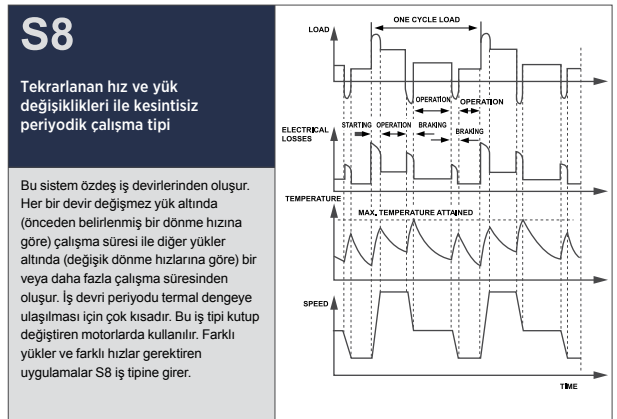 S8
Tekrarlanan hız ve yük
değişiklikleri ile kesintisiz
periyodik çalışma tipi
Bu sistem özdeş iş devirlerinden oluşur.
Her bir devir değişmez yük altında
(önceden belirlenmiş bir dönme hızına
göre) çalışma süresi ile diğer yükler
altında (değişik dönme hızlarına göre) bir
veya daha fazla çalışma süresinden
oluşur. İş devri periyodu termal dengeye
ulaşılması için çok kısadır. Bu iş tipi kutup
değiştiren motorlarda kullanılır. Farklı
yükler ve farklı hızlar gerektiren
uygulamalar S8 iş tipine girer.
ONE CYCLE LOAD
LOAD
OPERATION
OPERATION
STARTING OPERATION BRAKING
BRAKING
ELECTRICAL
LOSSES
TEMPERATURE
MAX. TEMPERATURE ATTAINED
SPEED
TIME